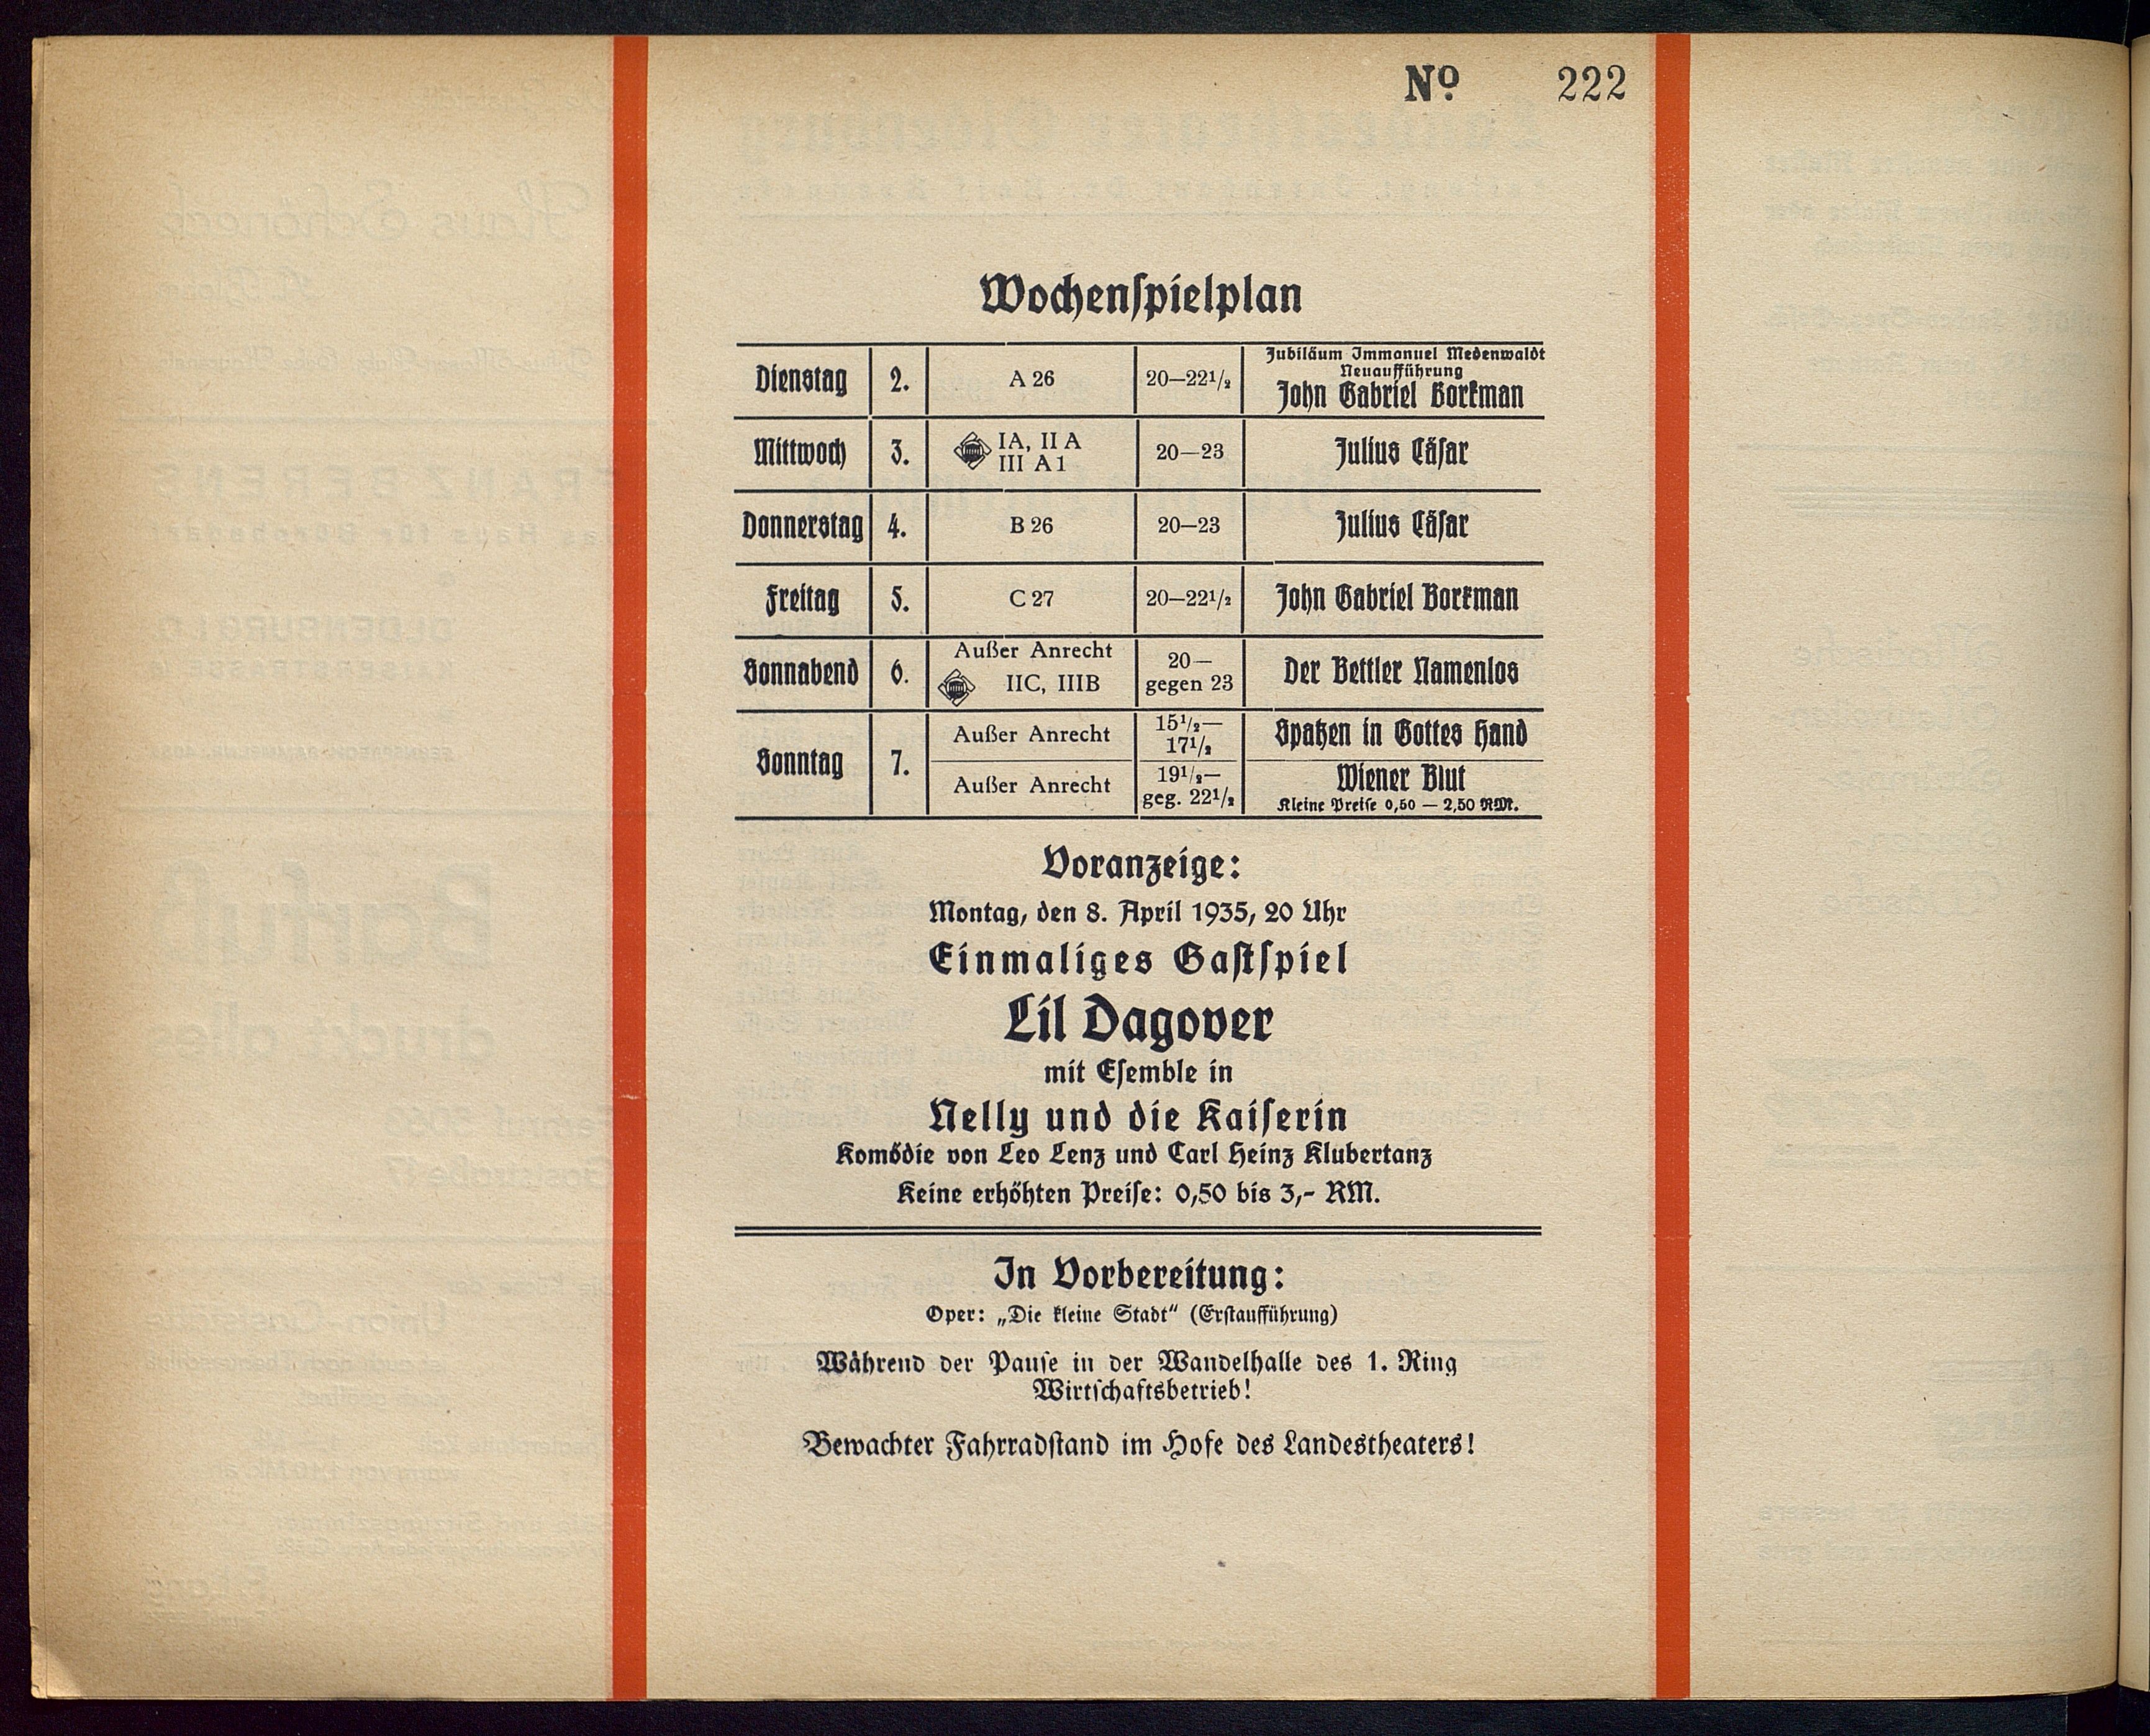 Nº 222
Wochenspielplan
Dienstag 2. A 26 20—22½ Jubiläum Immanuel Medenwaldt
Neuaufführung
John Gabriel Borkman
Mittwoch 3. IA, II A
III A1 20—23 Julius Cäsar
Donnerstag 4. B 26 20—23 Julius Cäsar
Freitag 5. C 27 20—22½ John Gabriel Borkman
Sonnabend 6. Außer Anrecht
IIC, IIIB 20—
gegen 23 Der Bettler Namenlos
Sonntag 7. Außer Anrecht 15½—
17½ Spatzen in Gottes Hand
Außer Anrecht 19½—
geg. 22½ Wiener Blut
Kleine Preise 0,50 — 2,50 RM.
Voranzeige:
Montag, den 8. April 1935, 20 Uhr
Einmaliges Gastspiel
Lil Dagover
mit Esemble in
Nelly und die Kaiserin
Komödie von Leo Lenz und Carl Heinz Klubertanz
Keine erhöhten Preise: 0,50 bis 3,- RM.
In Vorbereitung:
Oper: „Die kleine Stadt“ (Erstaufführung)
Während der Pause in der Wandelhalle des 1. Ring
Wirtschaftsbetrieb!
Bewachter Fahrradstand im Hofe des Landestheaters!